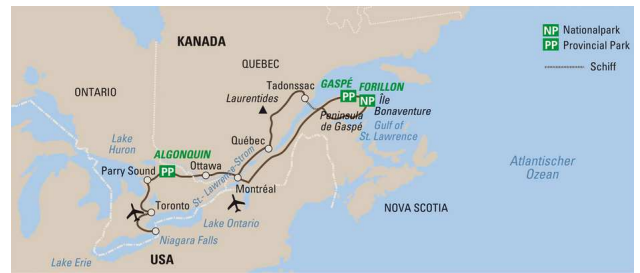 NP Nationalpark
PP Provincial Park
Schiff
KANADA
QUEBEC
ONTARIO
Laurentides
Tadonssac
GASPÉ
FORILLON
PP
NP
Île
Bonaventure
Peninsula
de Gaspé
Gulf of
St. Lawrence
Lake
Huron
ALGONQUIN
PP
Ottawa
Québec
St-Lawrence-Strom
Parry Sound
Montréal
Atlantischer
Ozean
Toronto
Lake Ontario
NOVA SCOTIA
Niagara Falls
Lake Erie
USA